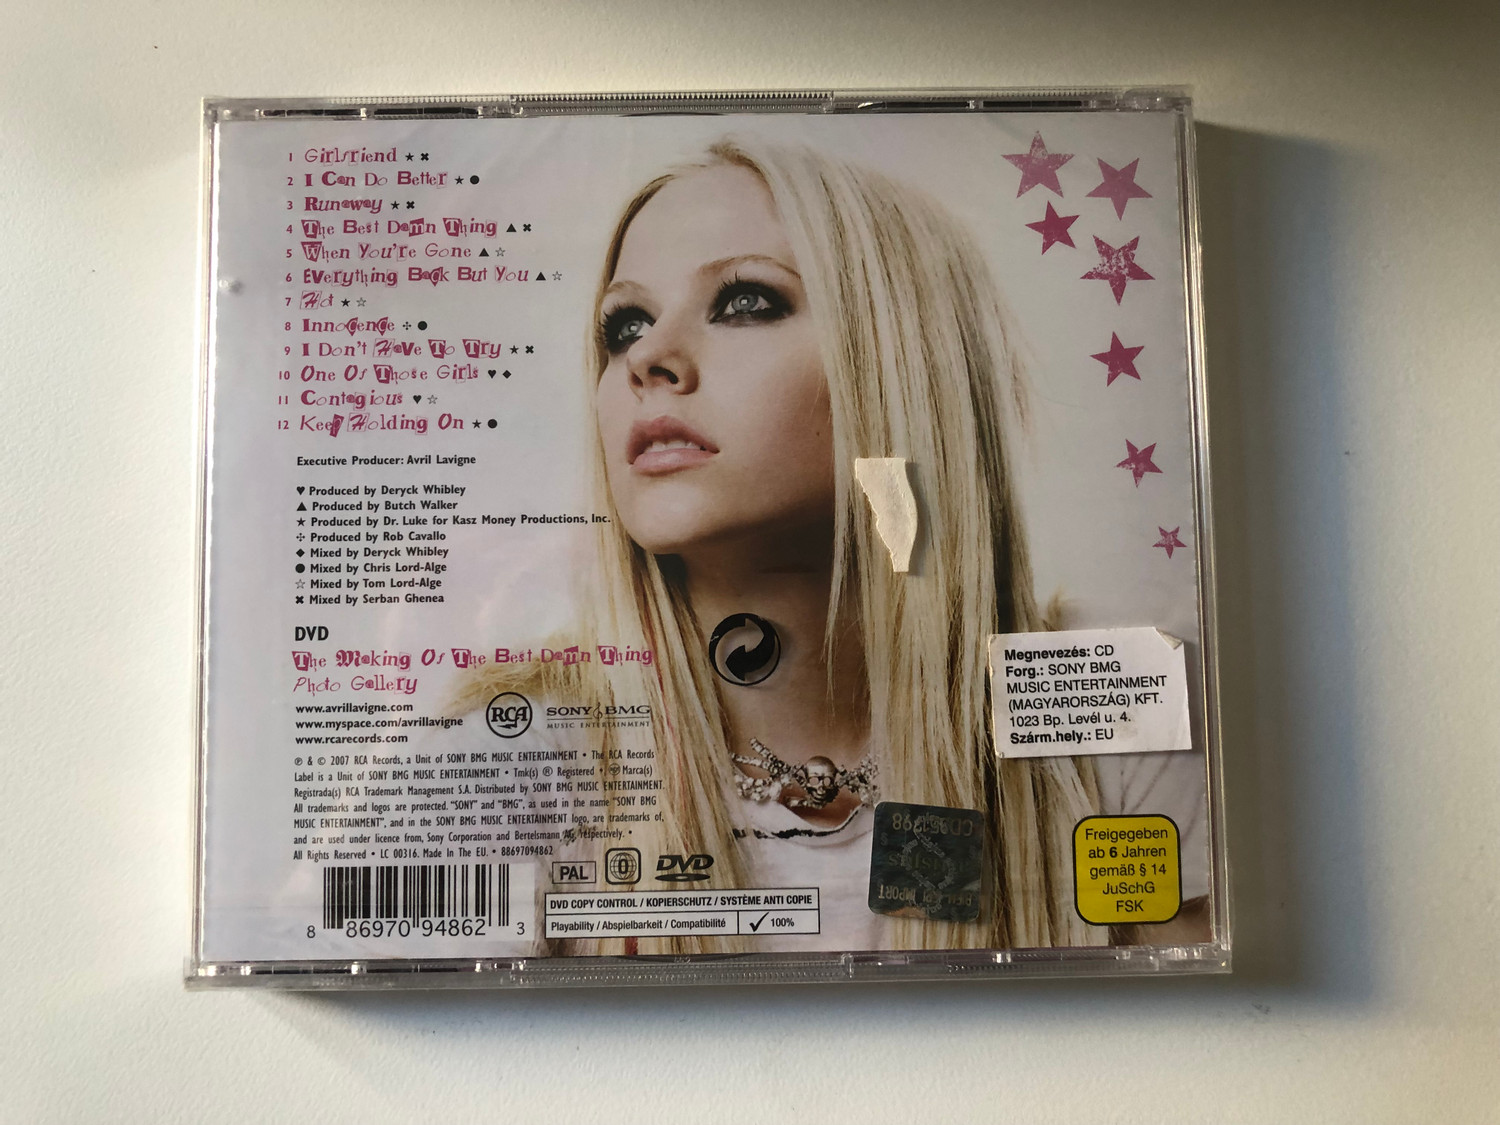 1 Girlfriend ★ ✖
2 I Can Do Better ★ ●
3 Runaway ★ ✖
4 The Best Damn Thing ▲ ✖
5 When You're Gone ▲ ☆
6 Everything Back But You ▲ ☆
7 Hot ★ ☆
8 Innocence ✣ ●
9 I Don't Have To Try ★ ✖
10 One Of Those Girls ♥ ◆
11 Contagious ♥ ☆
12 Keep Holding On ★ ●
Executive Producer: Avril Lavigne
♥ Produced by Deryck Whibley
▲ Produced by Butch Walker
★ Produced by Dr. Luke for Kasz Money Productions, Inc.
✣ Produced by Rob Cavallo
◆ Mixed by Deryck Whibley
● Mixed by Chris Lord-Alge
☆ Mixed by Tom Lord-Alge
✖ Mixed by Serban Ghenea
DVD
The Making Of The Best Damn Thing
Photo Gallery
www.avrillavigne.com
www.myspace.com/avrillavigne
www.rcarecords.com
RCA
SONY BMG
MUSIC ENTERTAINMENT
℗ & © 2007 RCA Records, a Unit of SONY BMG MUSIC ENTERTAINMENT • The RCA Records
Label is a Unit of SONY BMG MUSIC ENTERTAINMENT • Tmk(s) ® Registered • Marca(s)
Registrada(s) RCA Trademark Management S.A. Distributed by SONY BMG MUSIC ENTERTAINMENT.
All trademarks and logos are protected. "SONY" and "BMG", as used in the name "SONY BMG
MUSIC ENTERTAINMENT", and in the SONY BMG MUSIC ENTERTAINMENT logo, are trademarks of,
and are used under licence from, Sony Corporation and Bertelsmann AG, respectively. •
All Rights Reserved • LC 00316. Made In The EU. • 88697094862
8 86970 94862 3
PAL
0
DVD
DVD COPY CONTROL / KOPIERSCHUTZ / SYSTÈME ANTI COPIE
Playability / Abspielbarkeit / Compatibilité ✓ 100%
Megnevezés: CD
Forg.: SONY BMG
MUSIC ENTERTAINMENT
(MAGYARORSZÁG) KFT.
1023 Bp. Levél u. 4.
Szárm.hely.: EU
Freigegeben
ab 6 Jahren
gemäß § 14
JuSchG
FSK